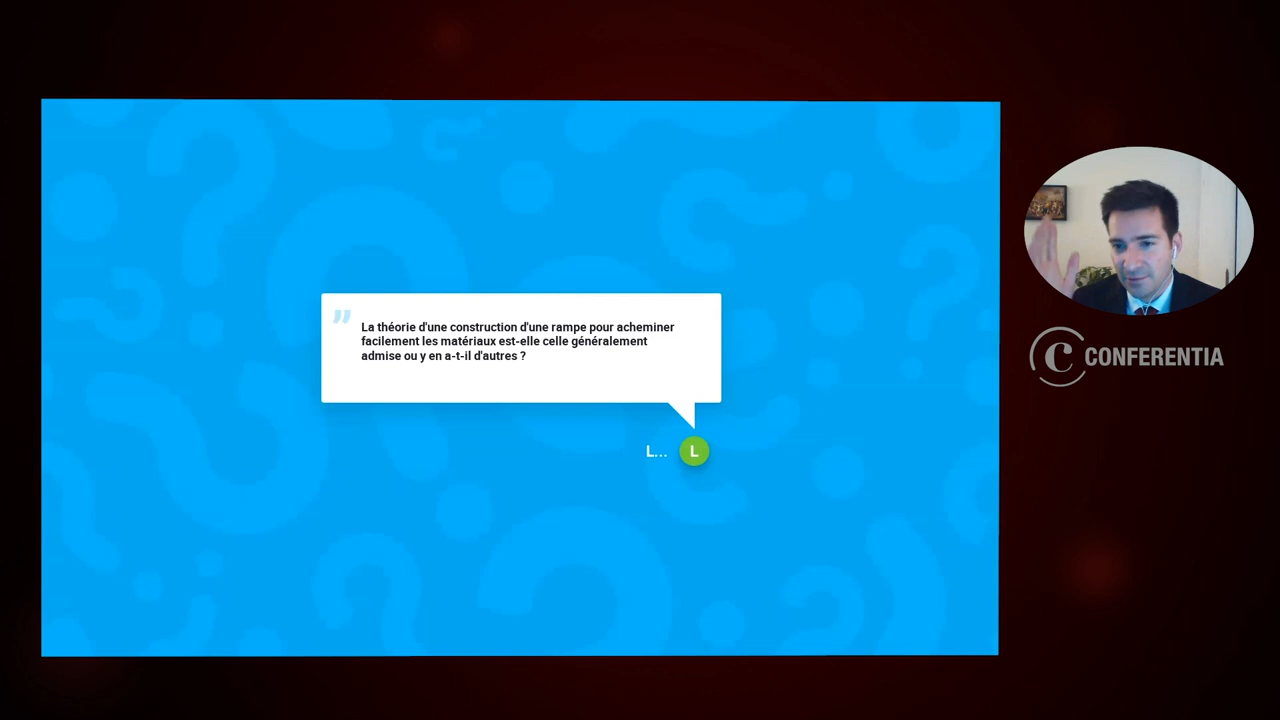 ”
La théorie d'une construction d'une rampe pour acheminer
facilement les matériaux est-elle celle généralement
admise ou y en a-t-il d'autres ?
L... L
C CONFERENTIA